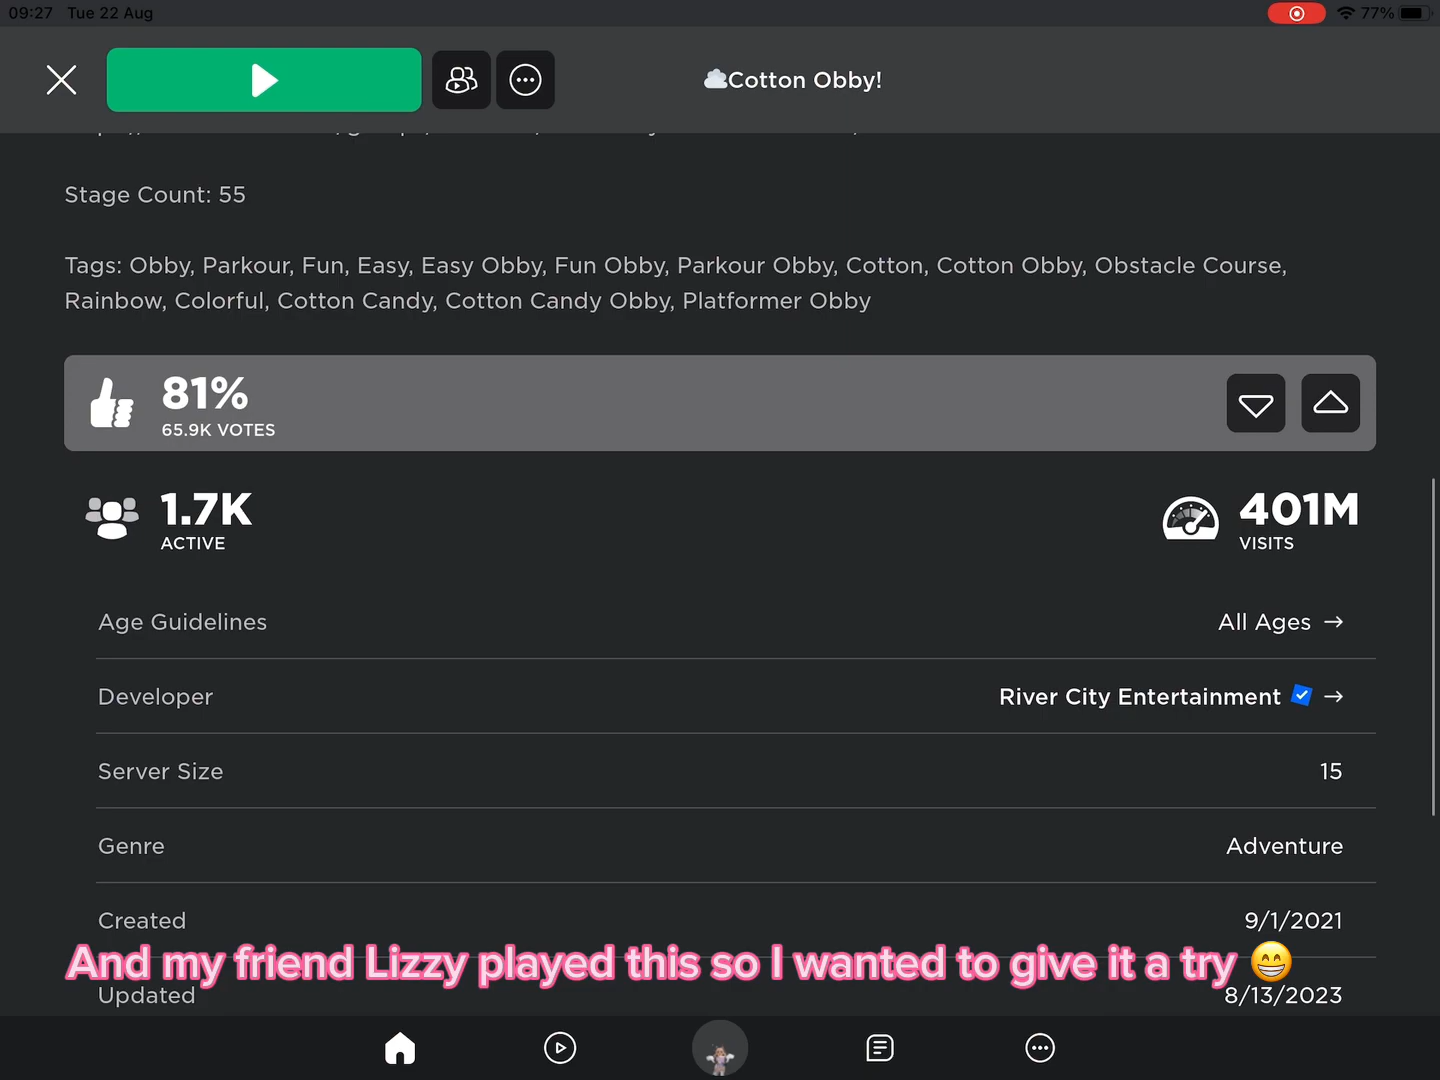 09:27 Tue 22 Aug
77%
☁️Cotton Obby!
Stage Count: 55
Tags: Obby, Parkour, Fun, Easy, Easy Obby, Fun Obby, Parkour Obby, Cotton, Cotton Obby, Obstacle Course,
Rainbow, Colorful, Cotton Candy, Cotton Candy Obby, Platformer Obby
81%
65.9K VOTES
1.7K
ACTIVE
401M
VISITS
Age Guidelines
All Ages →
Developer
River City Entertainment →
Server Size
15
Genre
Adventure
Created
9/1/2021
And my friend Lizzy played this so I wanted to give it a try 😁
Updated
8/13/2023